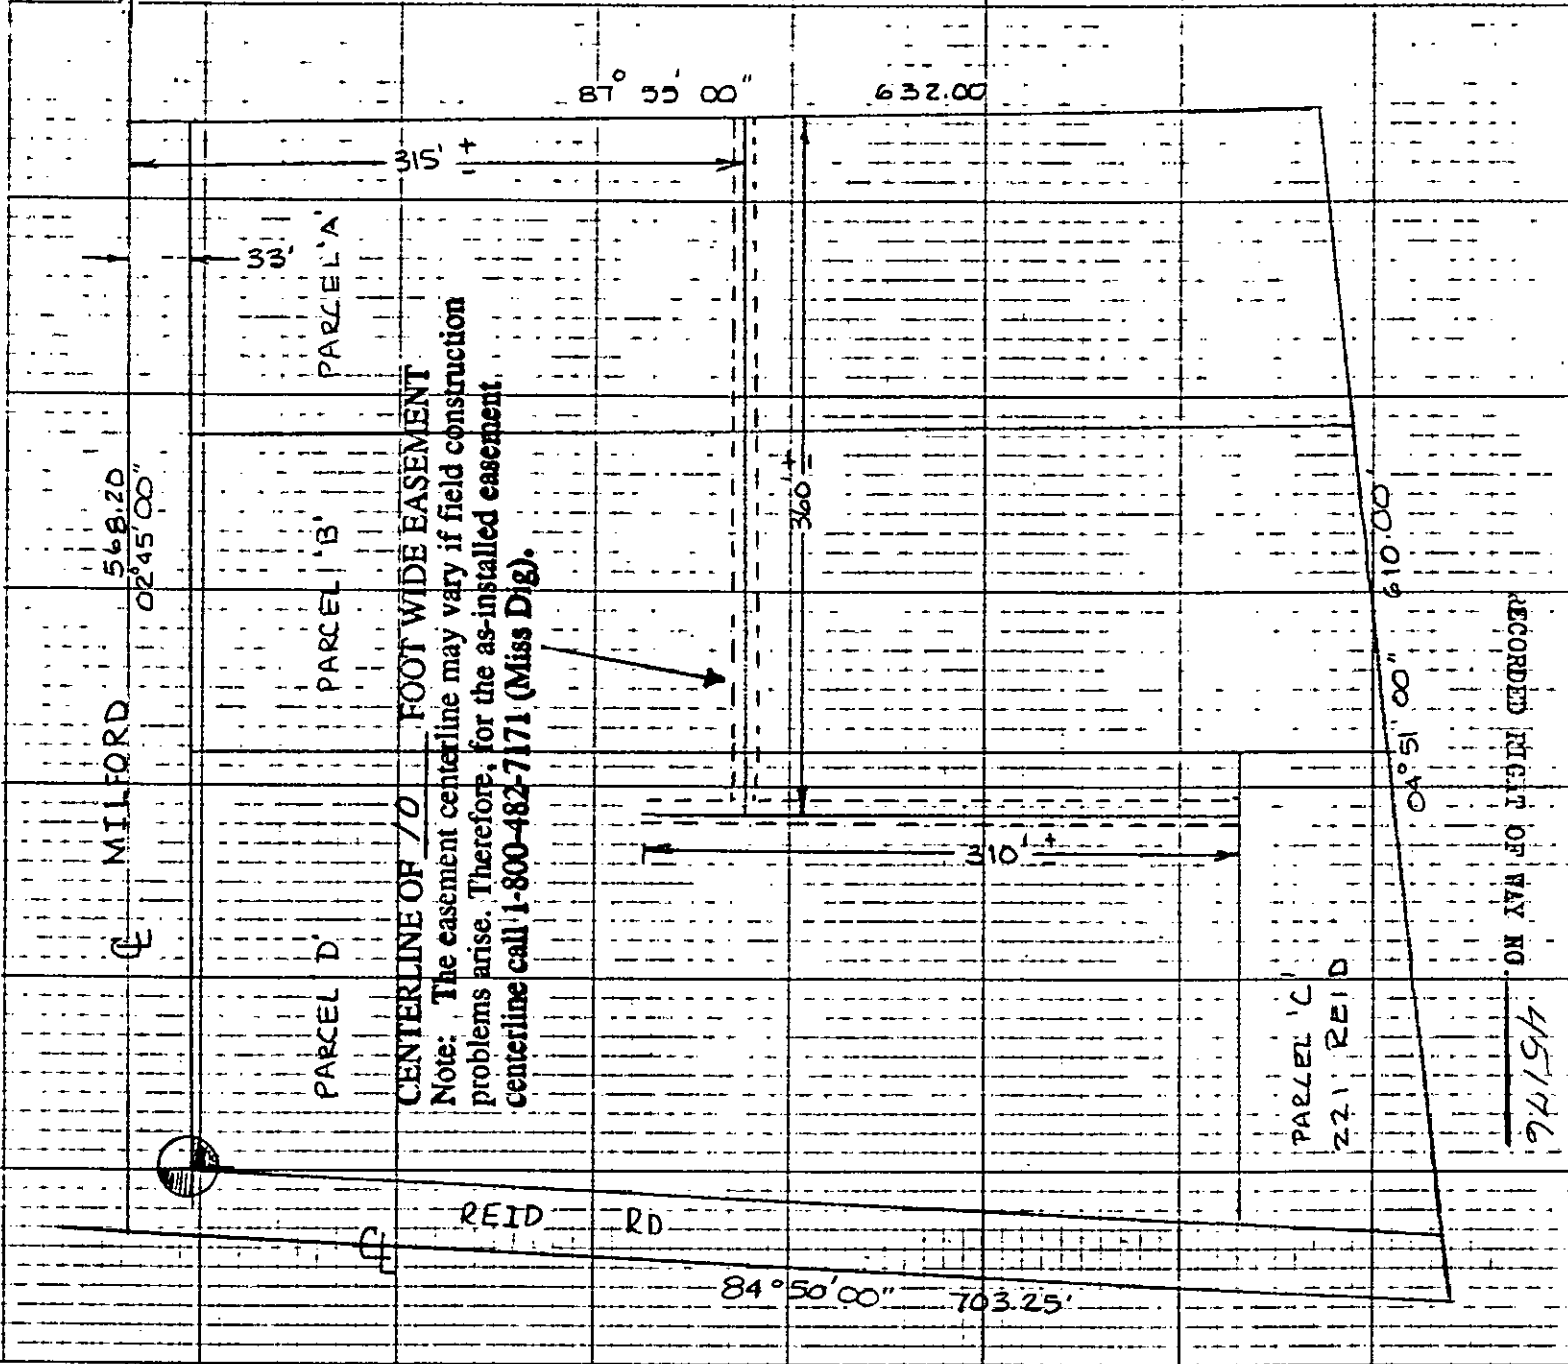 87° 55' 00" 632.00
315' ±
33'
PARCEL 'A'
568.20
02°45'00"
PARCEL 'B'
MILFORD
℄
PARCEL 'D'
CENTERLINE OF 10 FOOT WIDE EASEMENT
Note: The easement centerline may vary if field construction
problems arise. Therefore, for the as-installed easement
centerline call 1-800-482-7171 (Miss Dig).
360' ±
310' ±
610.00'
04° 51' 00"
PARCEL 'C'
221 REID
RECORDED RIGHT OF WAY NO.
REID RD
℄
84°50'00" 703.25'